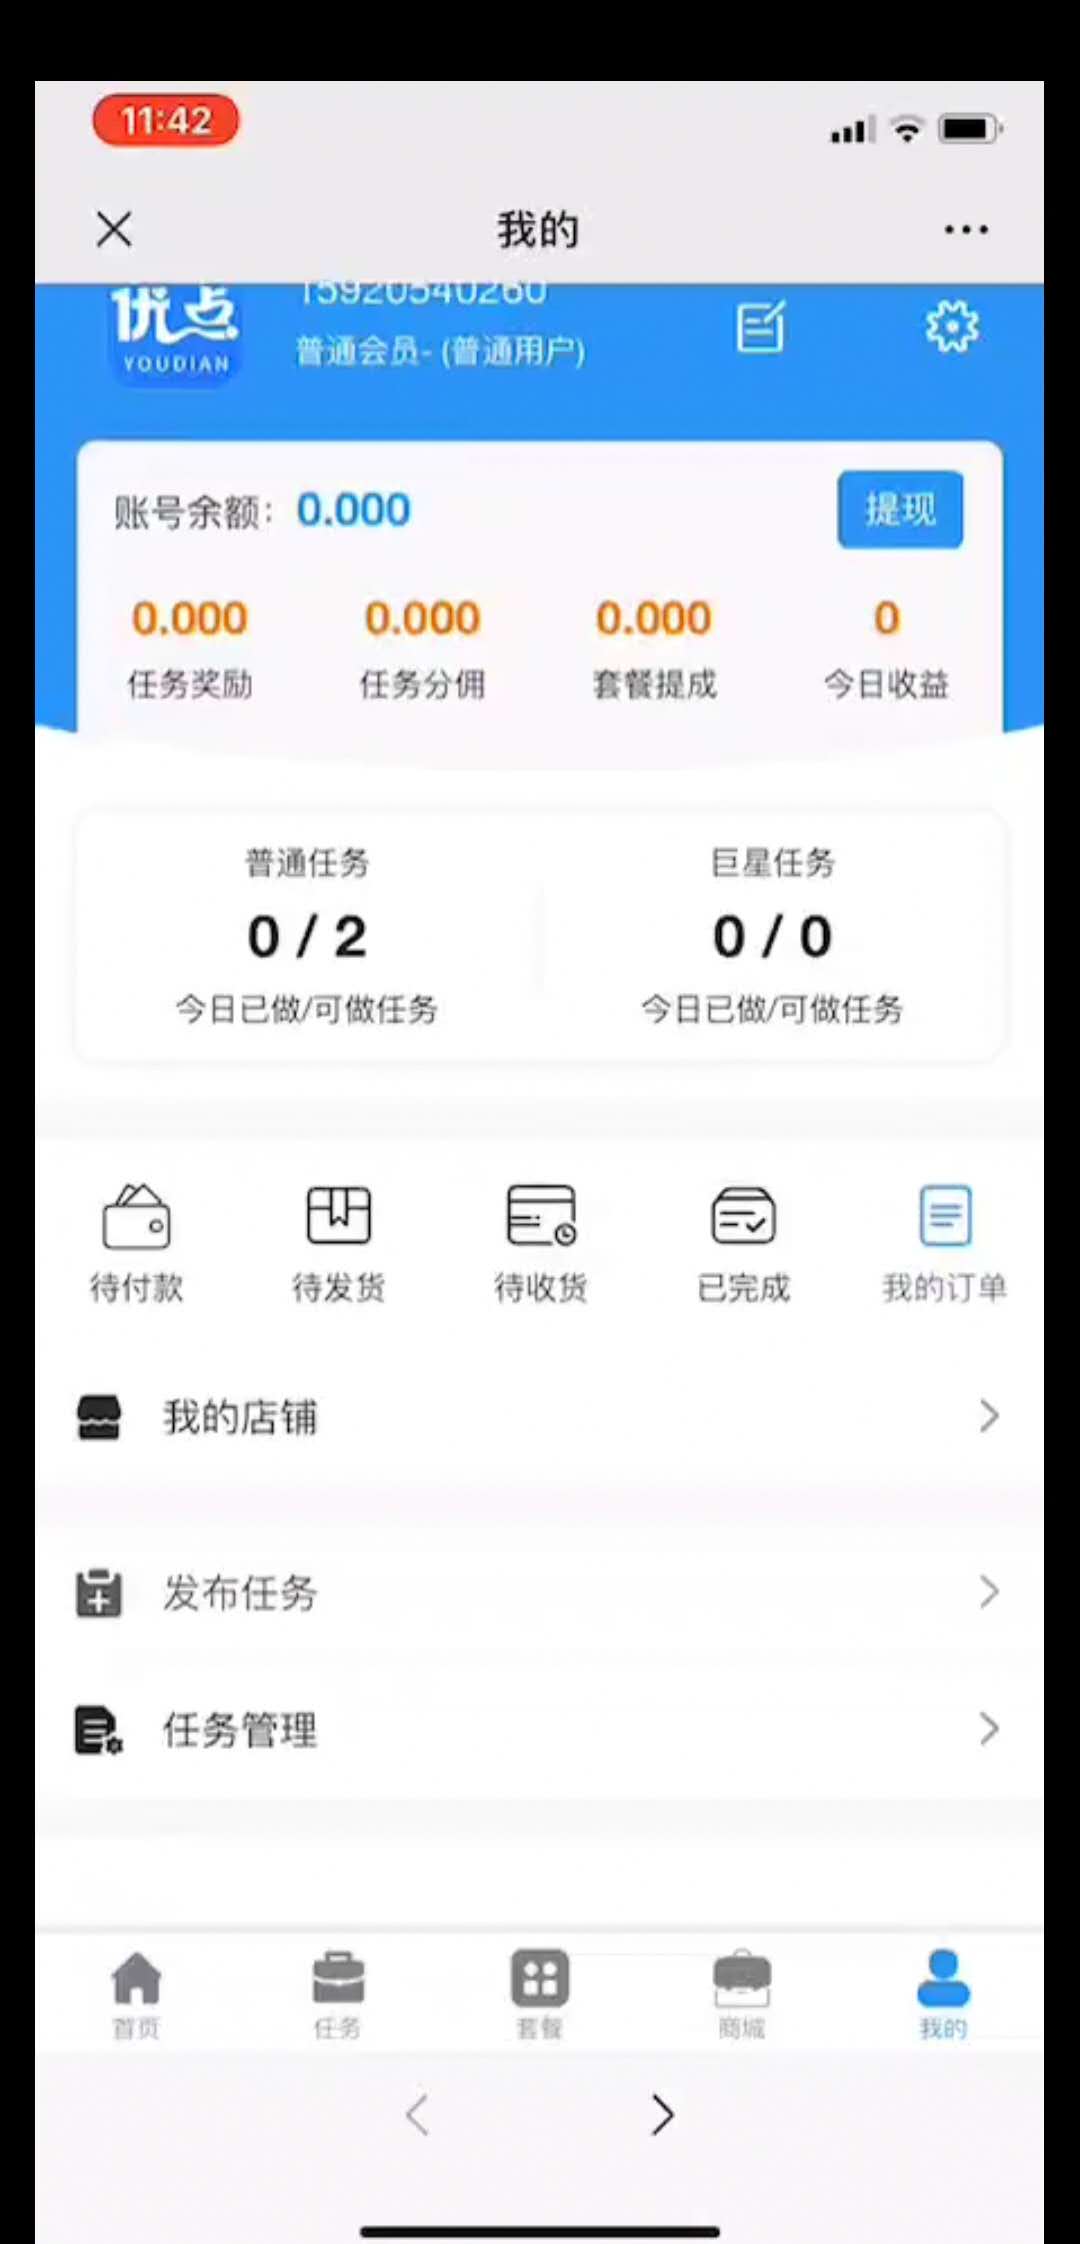 11:42
我的
优点
YOUDIAN
15920540260
普通会员- (普通用户)
账号余额: 0.000
提现
0.000 0.000 0.000 0
任务奖励 任务分佣 套餐提成 今日收益
普通任务 巨星任务
0 / 2 0 / 0
今日已做/可做任务 今日已做/可做任务
待付款 待发货 待收货 已完成 我的订单
我的店铺
发布任务
任务管理
首页 任务 套餐 商城 我的